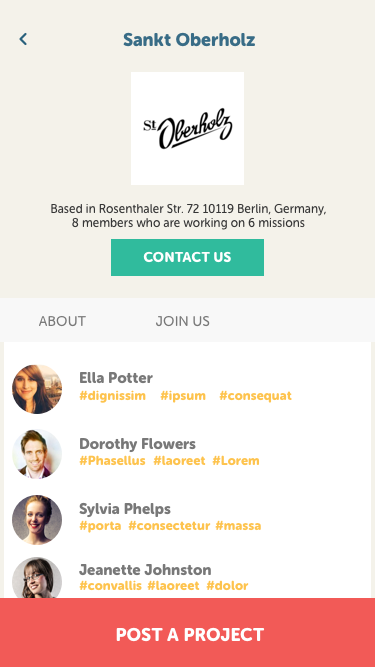 Sankt Oberholz
St. Oberholz
Based in Rosenthaler Str. 72 10119 Berlin, Germany,
8 members who are working on 6 missions
CONTACT US
ABOUT JOIN US
Ella Potter
#dignissim #ipsum #consequat
Dorothy Flowers
#Phasellus #laoreet #Lorem
Sylvia Phelps
#porta #consectetur #massa
Jeanette Johnston
#convallis #laoreet #dolor
POST A PROJECT